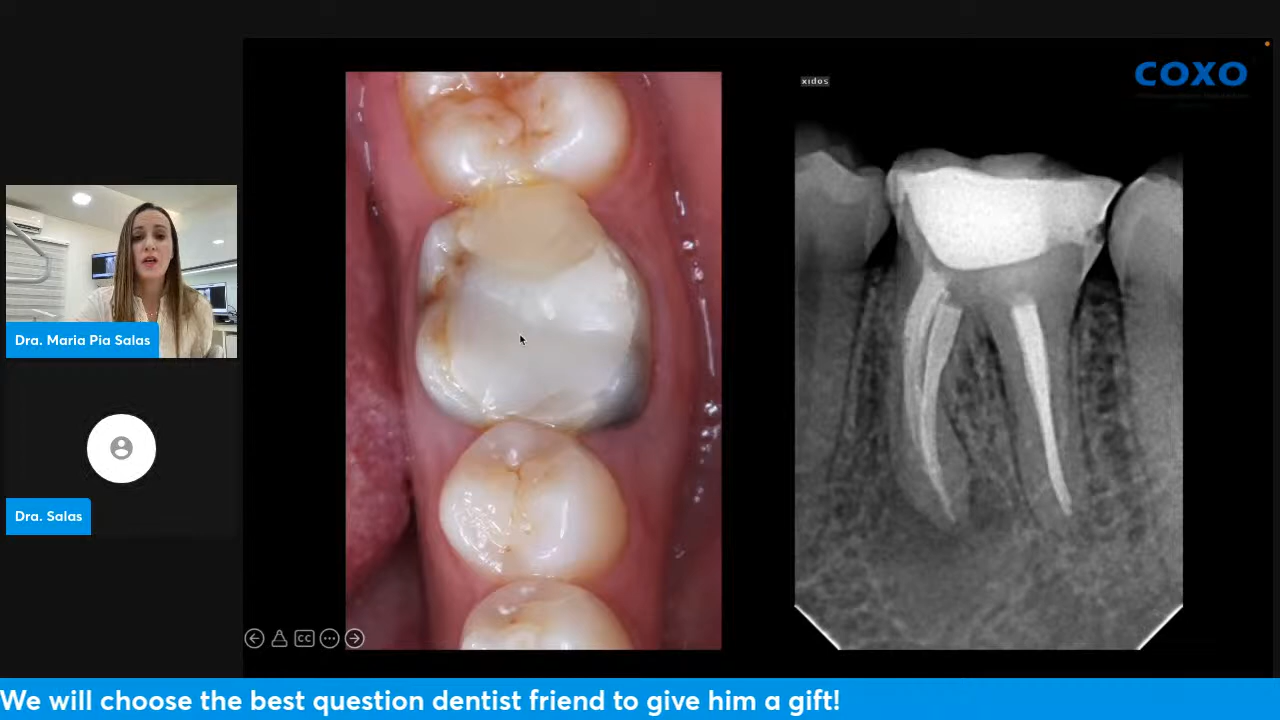 xidos
COXO
Dra. Maria Pia Salas
Dra. Salas
CC
We will choose the best question dentist friend to give him a gift!